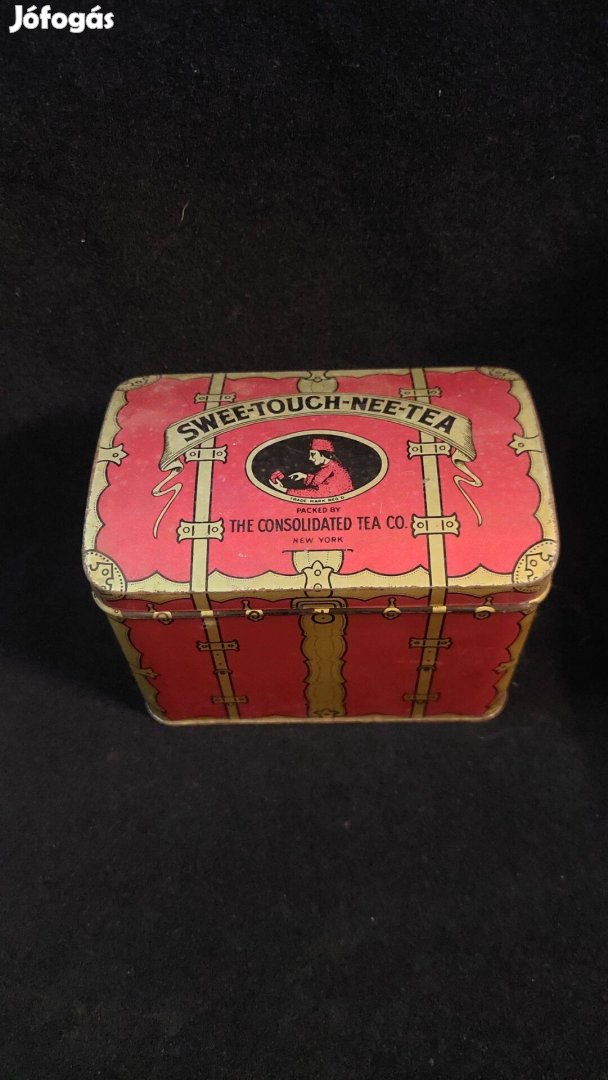 Jófogás
SWEE-TOUCH-NEE-TEA
TRADE MARK REG'D
PACKED BY
THE CONSOLIDATED TEA CO.
NEW YORK